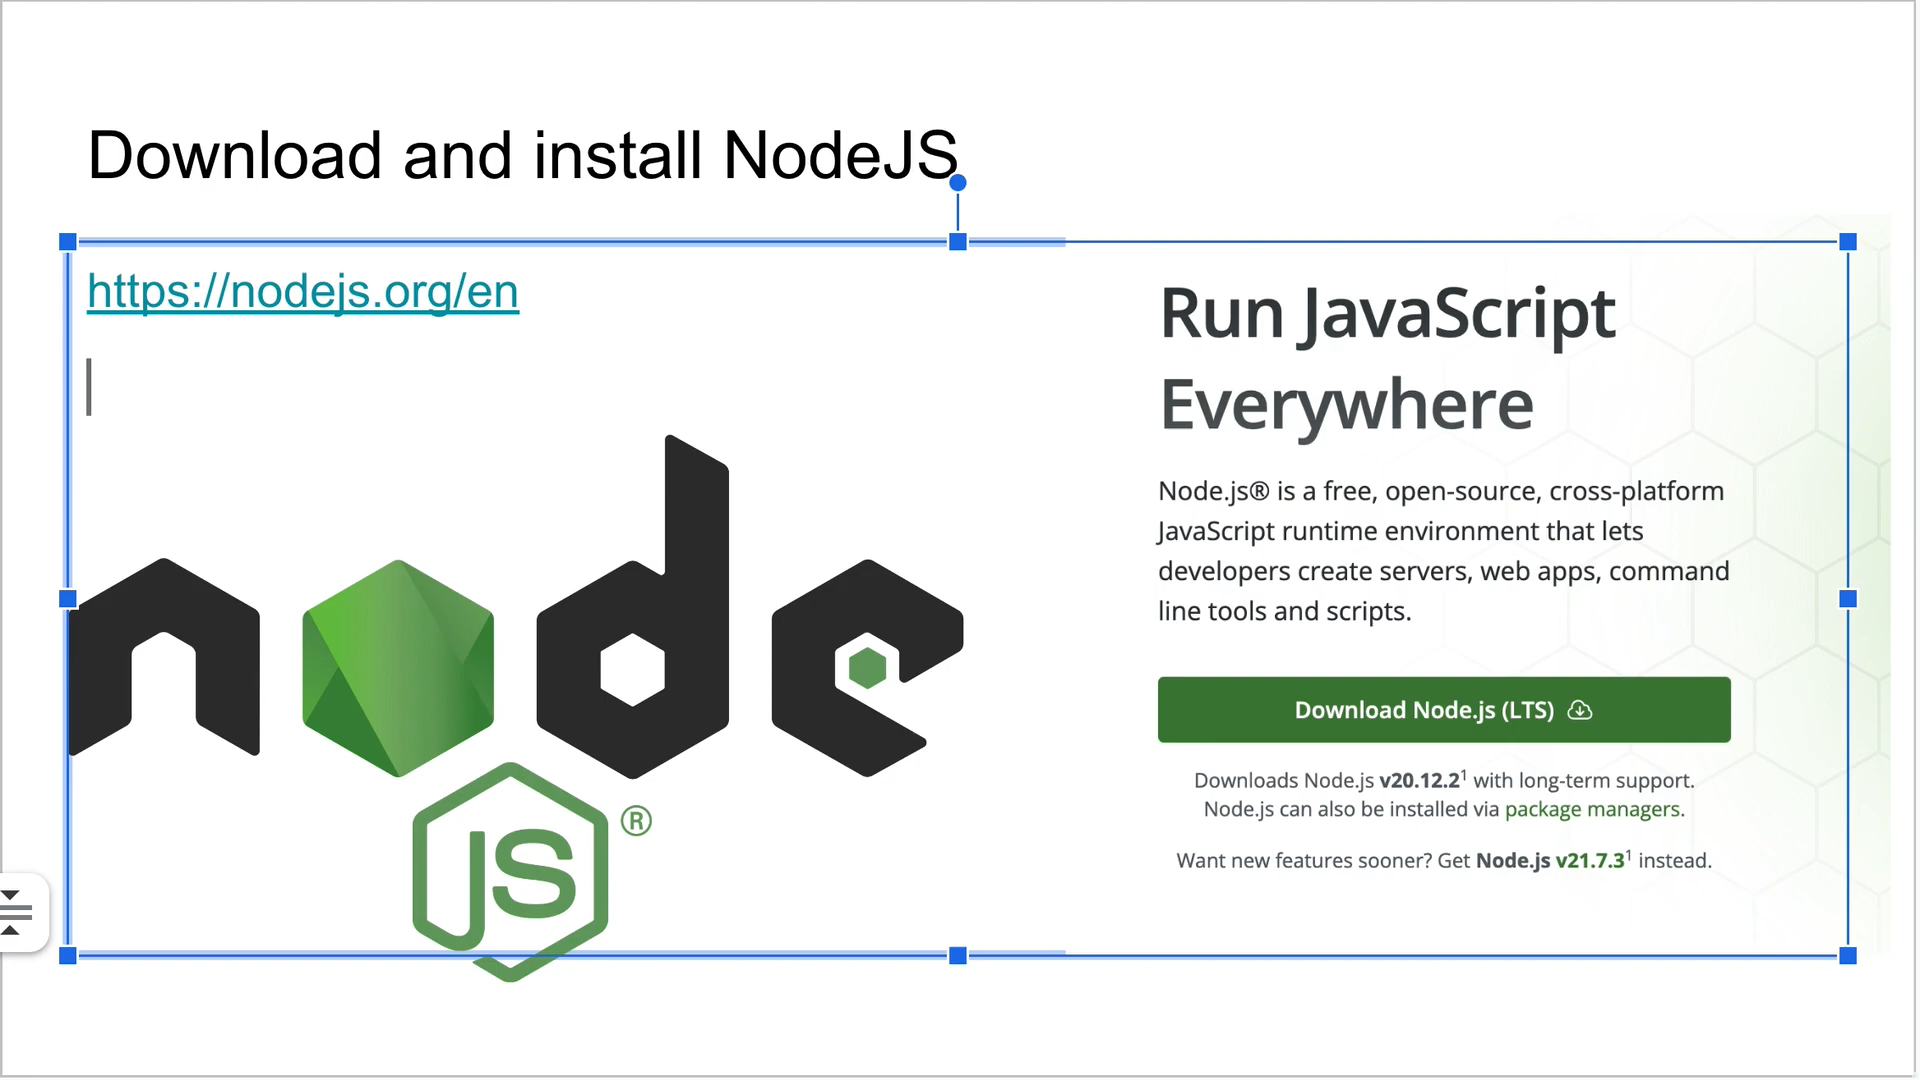 Download and install NodeJS
https://nodejs.org/en
node
JS ®
Run JavaScript
Everywhere
Node.js® is a free, open-source, cross-platform
JavaScript runtime environment that lets
developers create servers, web apps, command
line tools and scripts.
Download Node.js (LTS)
Downloads Node.js v20.12.2¹ with long-term support.
Node.js can also be installed via package managers.
Want new features sooner? Get Node.js v21.7.3¹ instead.